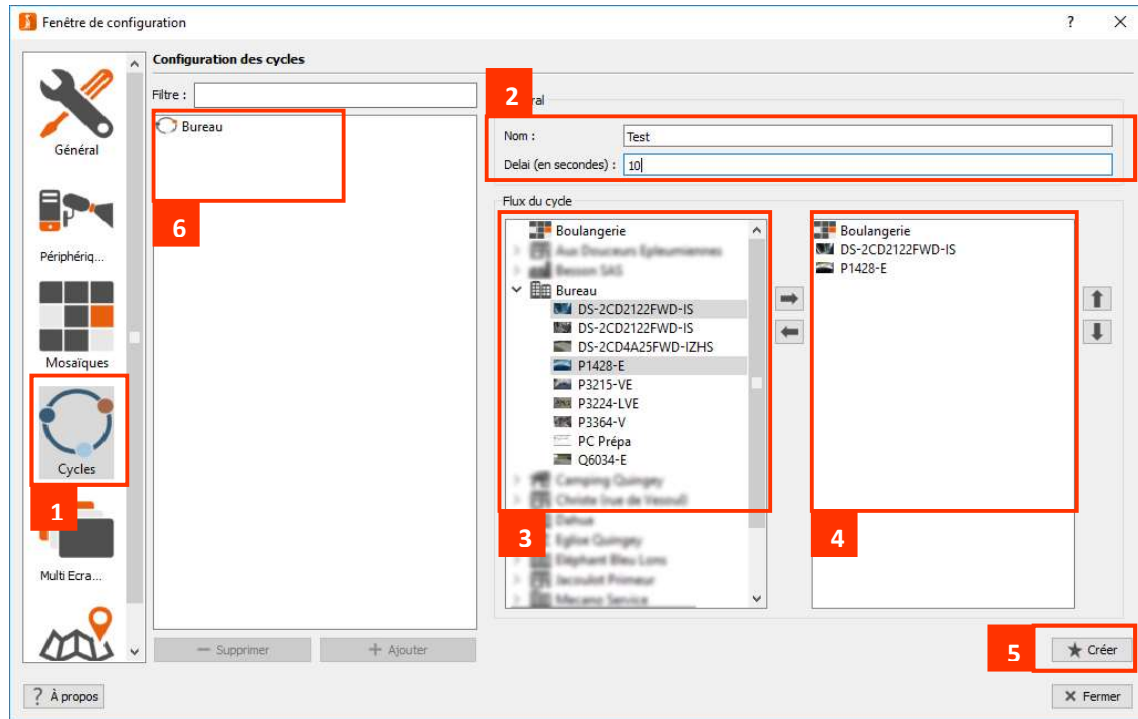 Fenêtre de configuration
?
Configuration des cycles
Général
Périphériq...
Mosaïques
Cycles
1
Multi Ecra...
Filtre :
Bureau
6
Supprimer
Ajouter
2
ral
Nom :
Test
Delai (en secondes) :
10
Flux du cycle
Boulangerie
Bureau
DS-2CD2122FWD-IS
DS-2CD2122FWD-IS
DS-2CD4A25FWD-IZHS
P1428-E
P3215-VE
P3224-LVE
P3364-V
PC Prépa
Q6034-E
3
Boulangerie
DS-2CD2122FWD-IS
P1428-E
4
5
Créer
? À propos
Fermer